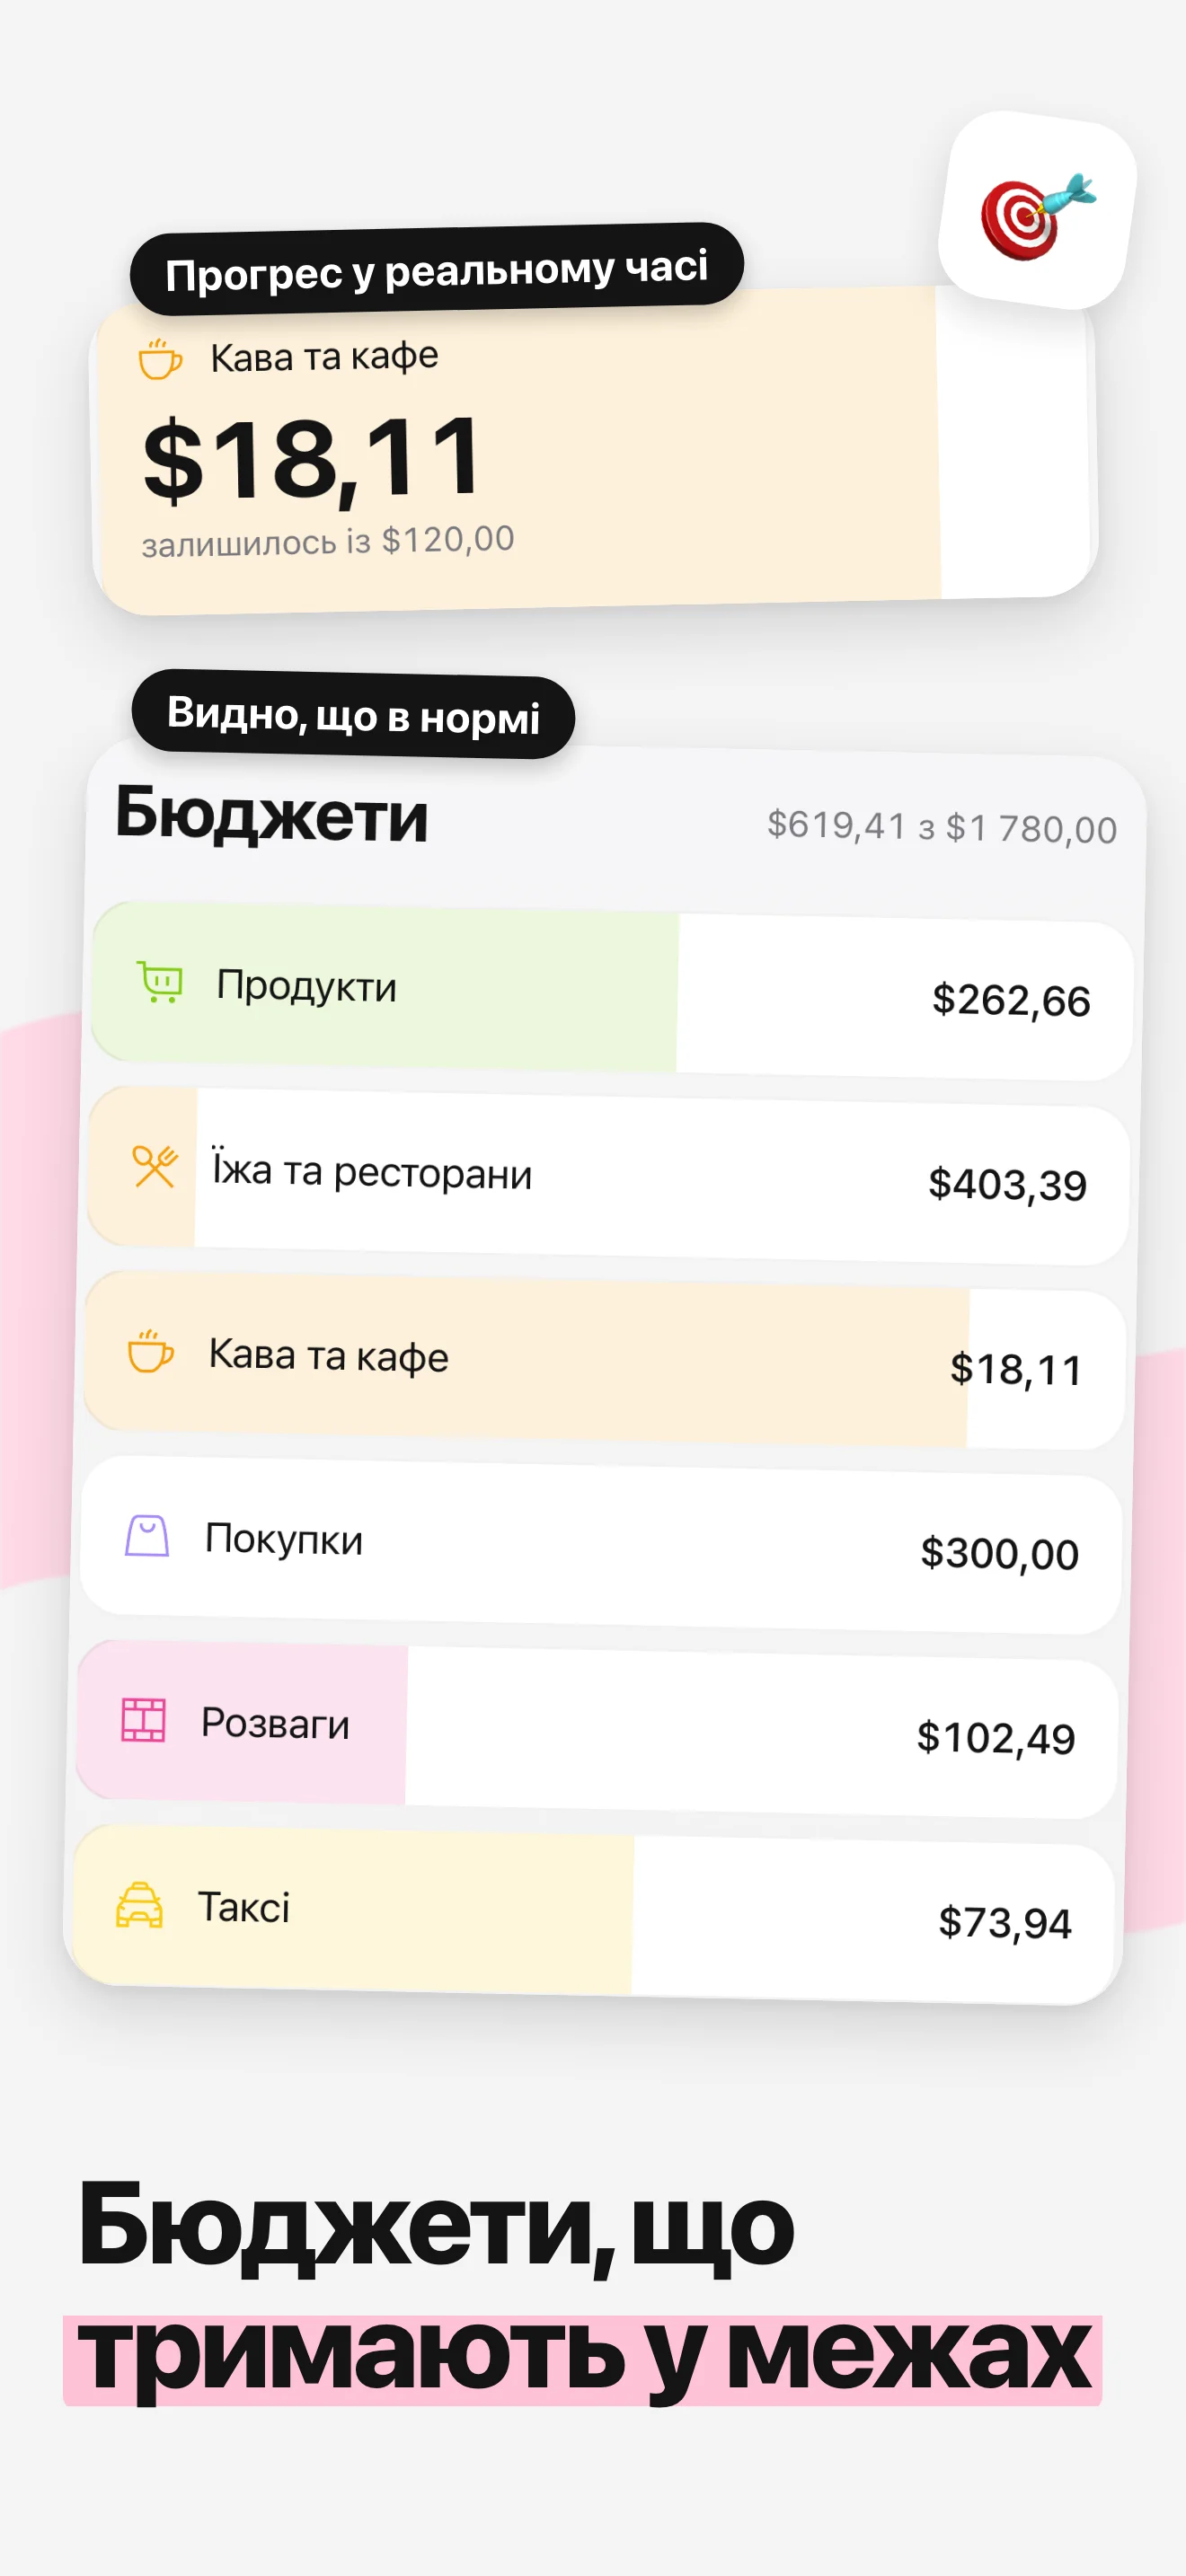 Прогрес у реальному часі
Кава та кафе
$18,11
залишилось із $120,00
Видно, що в нормі
Бюджети
$619,41 з $1 780,00
Продукти
$262,66
Їжа та ресторани
$403,39
Кава та кафе
$18,11
Покупки
$300,00
Розваги
$102,49
Таксі
$73,94
Бюджети, що
тримають у межах